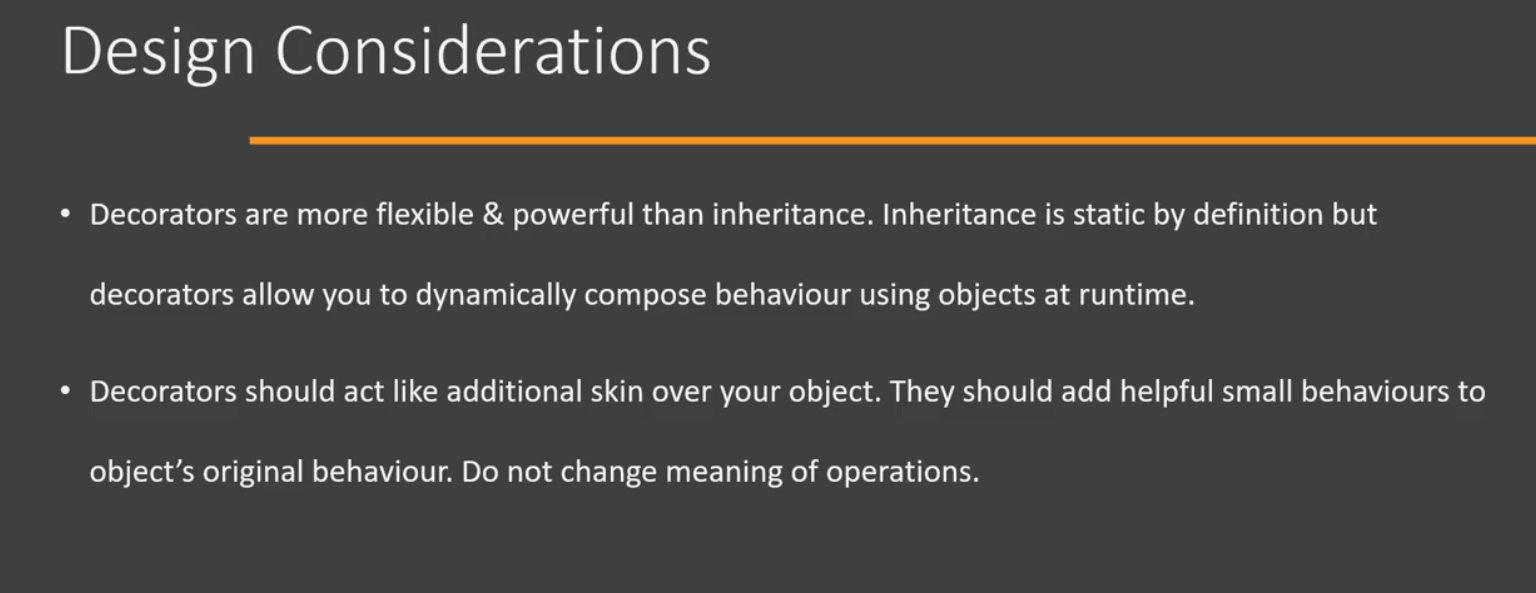 Design Considerations
• Decorators are more flexible & powerful than inheritance. Inheritance is static by definition but
decorators allow you to dynamically compose behaviour using objects at runtime.
• Decorators should act like additional skin over your object. They should add helpful small behaviours to
object’s original behaviour. Do not change meaning of operations.